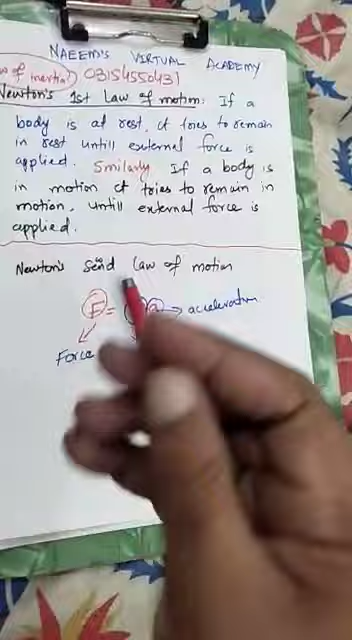 NAEEM'S VIRTUAL ACADEMY
of inertia) 03154550431
Newton's 1st Law of motion: If a
body is at rest, it tries to remain
in rest untill external force is
applied. Smilarly If a body is
in motion it tries to remain in
motion, untill external force is
applied.
Newton's law of motion
F = a → acceleration
Force